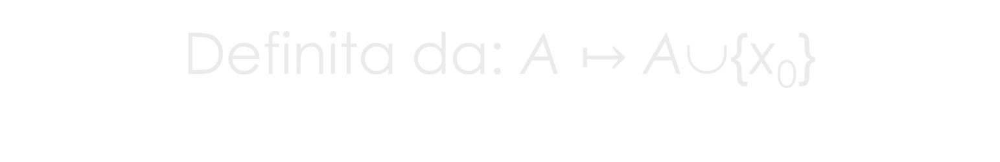 Definita da: A ↦ A∪{x₀}